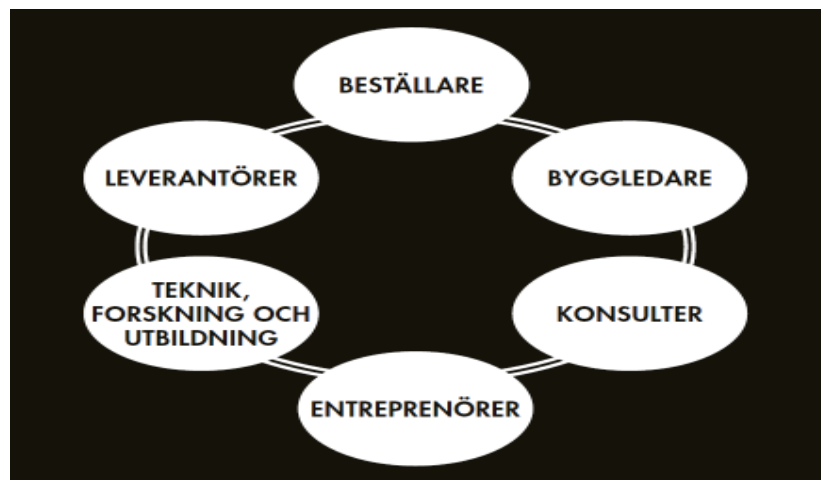 BESTÄLLARE
LEVERANTÖRER
BYGGLEDARE
TEKNIK,
FORSKNING OCH
UTBILDNING
KONSULTER
ENTREPRENÖRER